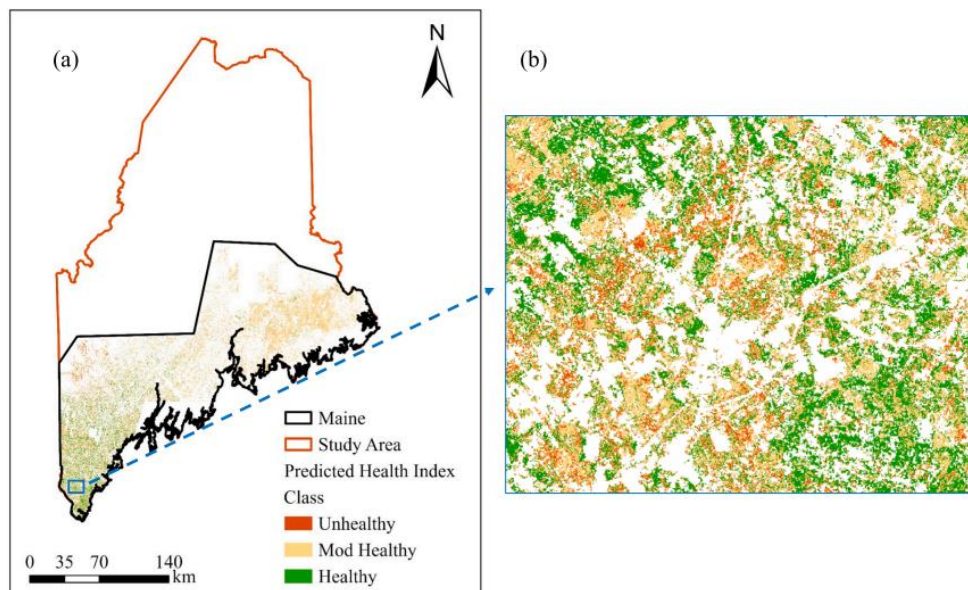 (a)
N
(b)
Maine
Study Area
Predicted Health Index
Class
Unhealthy
Mod Healthy
Healthy
0 35 70 140
km